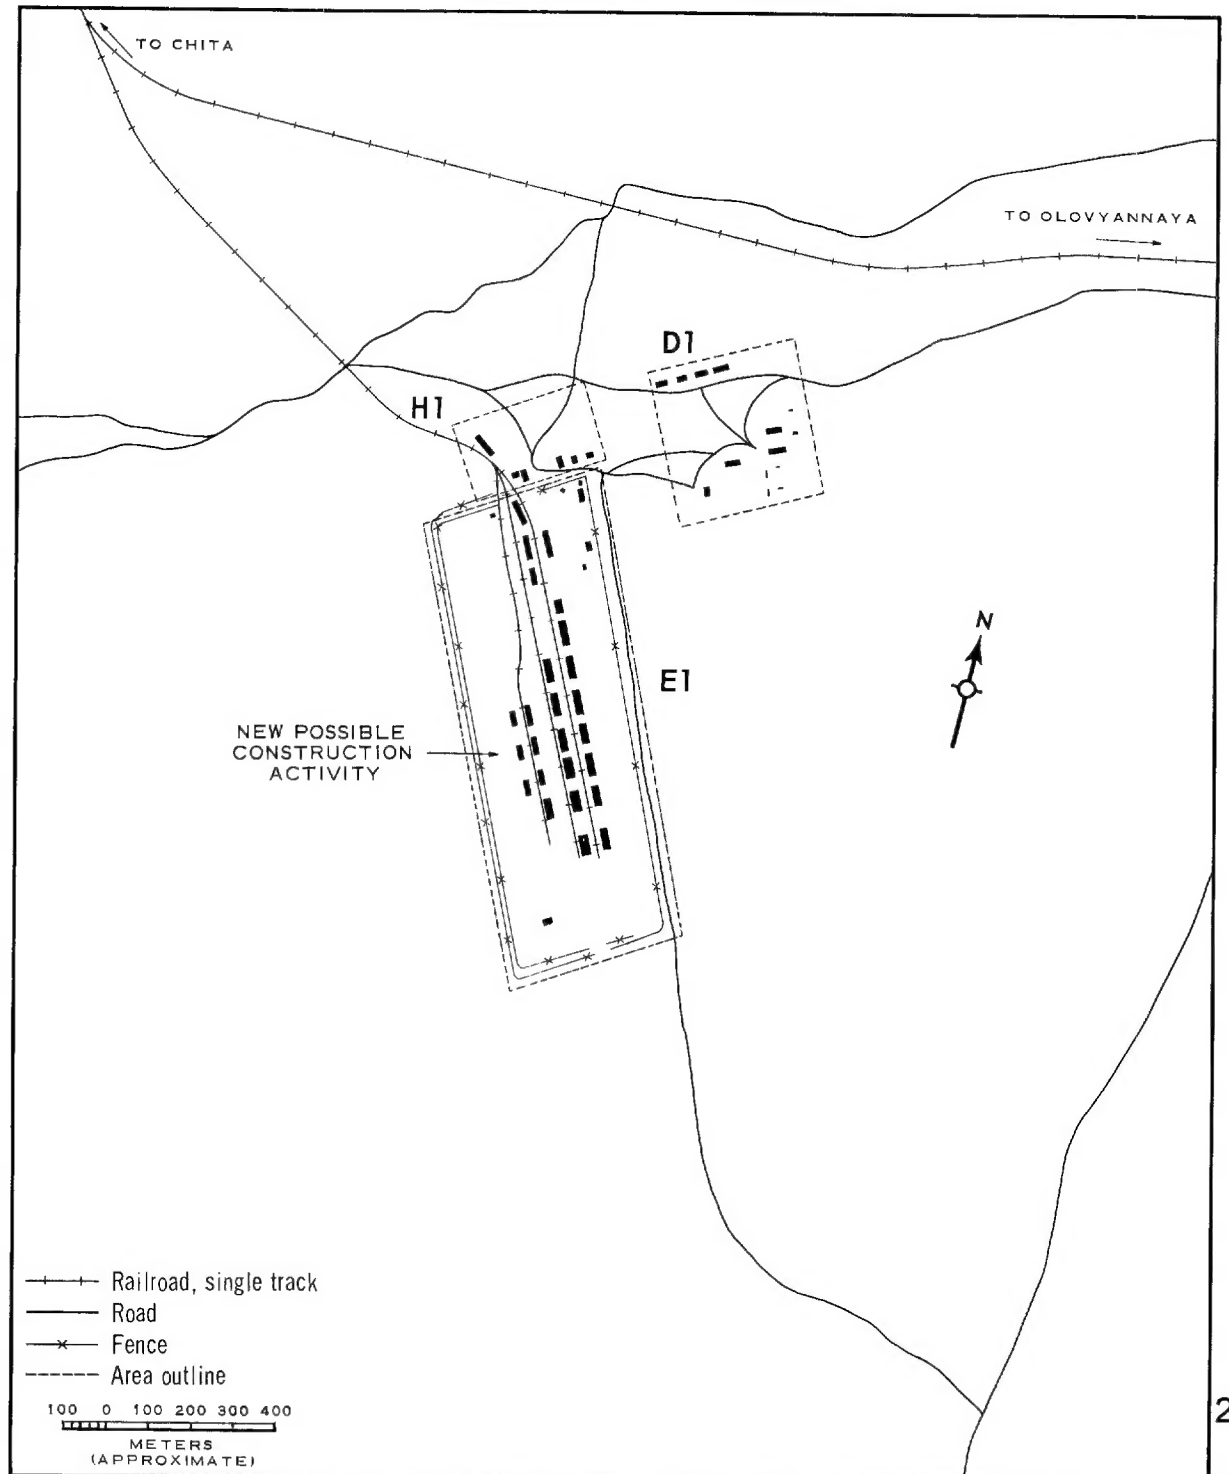 TO CHITA
TO OLOVYANNAYA
D1
H1
N
E1
NEW POSSIBLE
CONSTRUCTION
ACTIVITY
Railroad, single track
Road
Fence
Area outline
100 0 100 200 300 400
METERS
(APPROXIMATE)
2